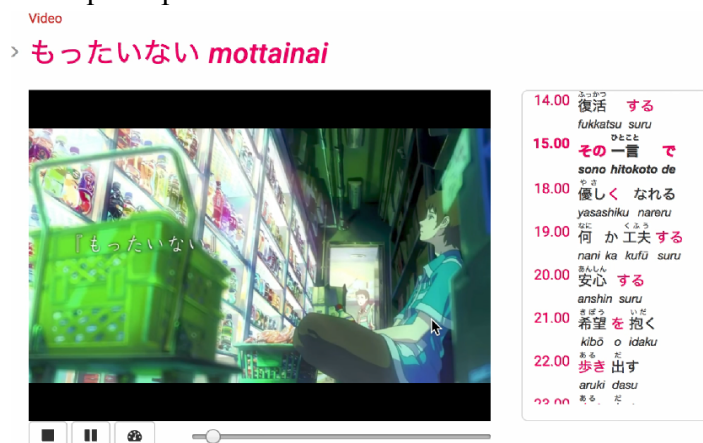 Video
もったいない mottainai
『もったいない』
ふっかつ
14.00 復活 する
fukkatsu suru
ひとこと
15.00 その 一言 で
sono hitokoto de
やさ
18.00 優しく なれる
yasashiku nareru
なに くふう
19.00 何 か 工夫 する
nani ka kufū suru
あんしん
20.00 安心 する
anshin suru
きぼう いだ
21.00 希望 を 抱く
kibō o idaku
ある だ
22.00 歩き 出す
aruki dasu
ある だ
23.00